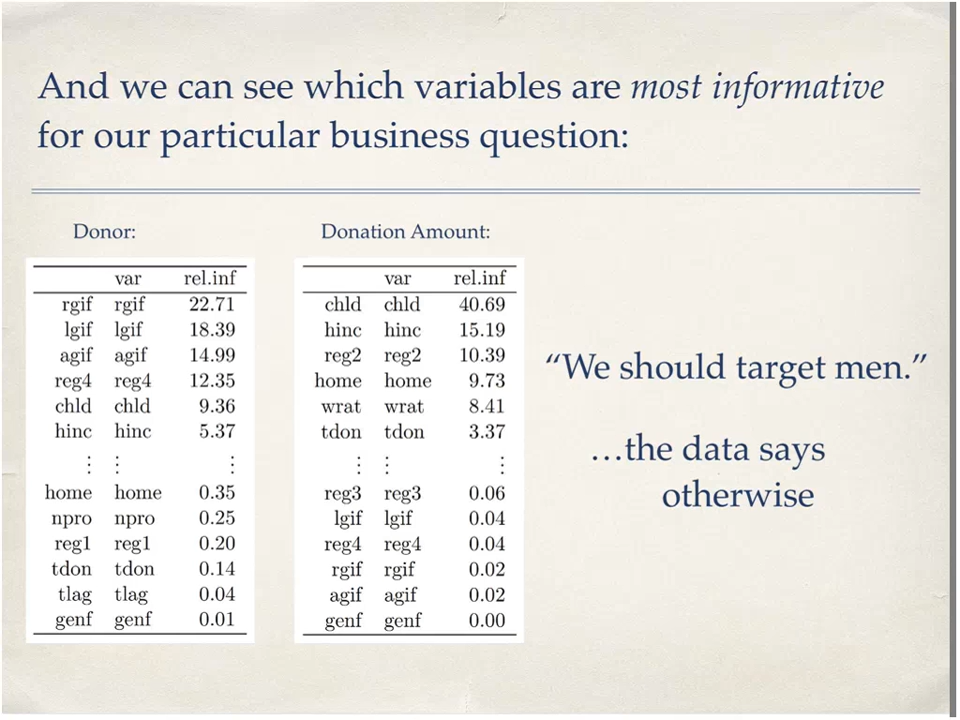 And we can see which variables are most informative
for our particular business question:
Donor:
var rel.inf
rgif rgif 22.71
lgif lgif 18.39
agif agif 14.99
reg4 reg4 12.35
chld chld 9.36
hinc hinc 5.37
⋮ ⋮ ⋮
home home 0.35
npro npro 0.25
reg1 reg1 0.20
tdon tdon 0.14
tlag tlag 0.04
genf genf 0.01
Donation Amount:
var rel.inf
chld chld 40.69
hinc hinc 15.19
reg2 reg2 10.39
home home 9.73
wrat wrat 8.41
tdon tdon 3.37
⋮ ⋮ ⋮
reg3 reg3 0.06
lgif lgif 0.04
reg4 reg4 0.04
rgif rgif 0.02
agif agif 0.02
genf genf 0.00
“We should target men.”
…the data says
otherwise